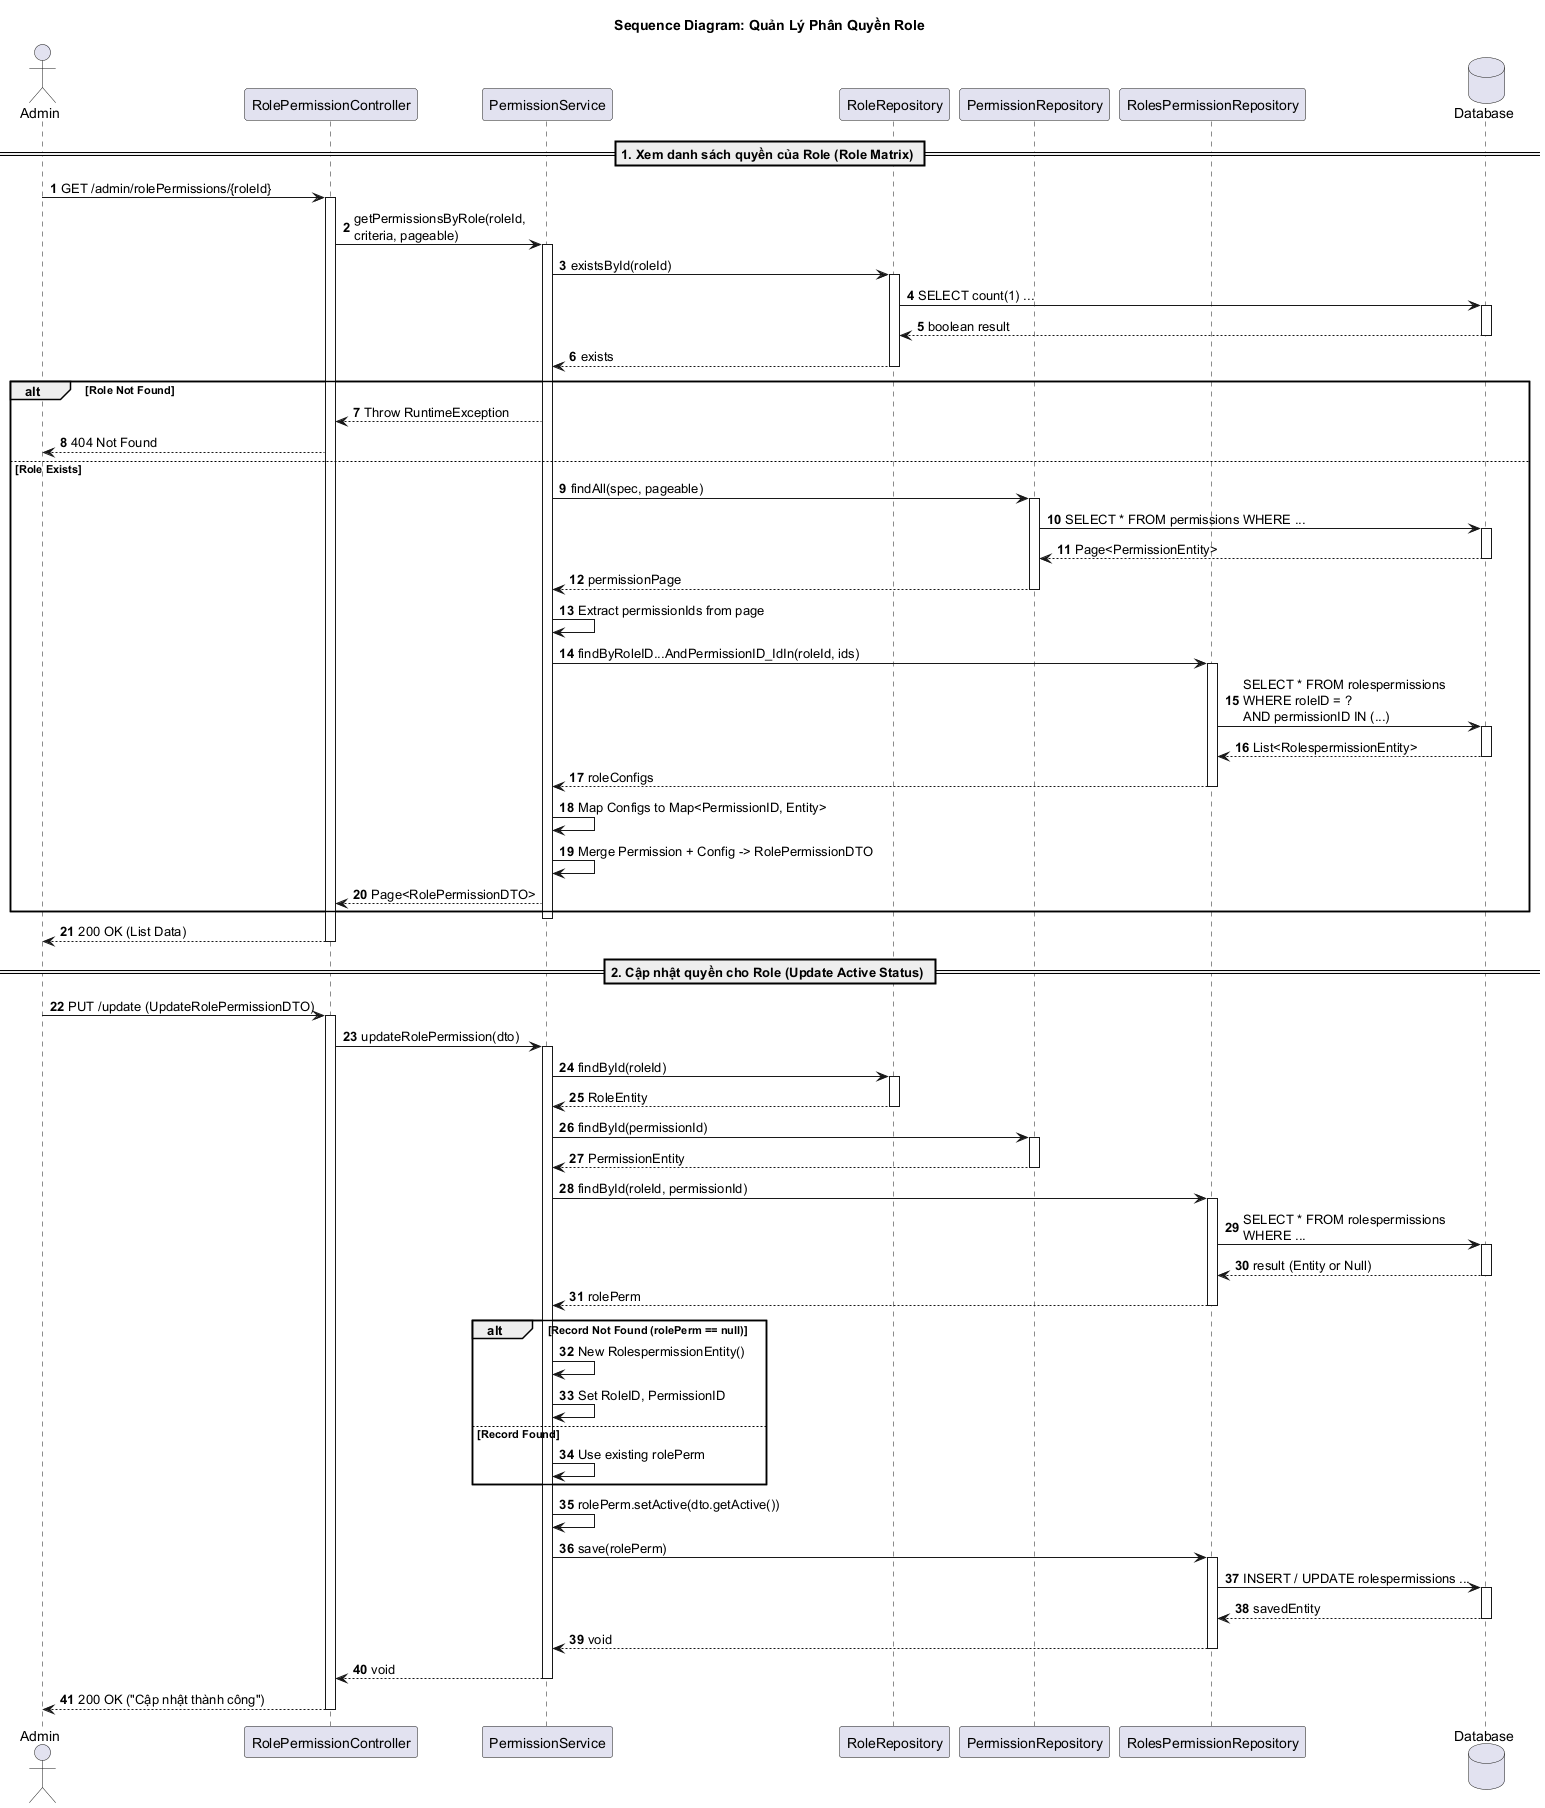 Sequence Diagram: Quản Lý Phân Quyền Role
Admin
RolePermissionController
PermissionService
RoleRepository
PermissionRepository
RolesPermissionRepository
Database
1. Xem danh sách quyền của Role (Role Matrix)
1 GET /admin/rolePermissions/{roleId}
2 getPermissionsByRole(roleId,
criteria, pageable)
3 existsById(roleId)
4 SELECT count(1) ...
5 boolean result
6 exists
alt [Role Not Found]
7 Throw RuntimeException
8 404 Not Found
[Role Exists]
9 findAll(spec, pageable)
10 SELECT * FROM permissions WHERE ...
11 Page<PermissionEntity>
12 permissionPage
13 Extract permissionIds from page
14 findByRoleID...AndPermissionID_IdIn(roleId, ids)
15 SELECT * FROM rolespermissions
WHERE roleID = ?
AND permissionID IN (...)
16 List<RolespermissionEntity>
17 roleConfigs
18 Map Configs to Map<PermissionID, Entity>
19 Merge Permission + Config -> RolePermissionDTO
20 Page<RolePermissionDTO>
21 200 OK (List Data)
2. Cập nhật quyền cho Role (Update Active Status)
22 PUT /update (UpdateRolePermissionDTO)
23 updateRolePermission(dto)
24 findById(roleId)
25 RoleEntity
26 findById(permissionId)
27 PermissionEntity
28 findById(roleId, permissionId)
29 SELECT * FROM rolespermissions
WHERE ...
30 result (Entity or Null)
31 rolePerm
alt [Record Not Found (rolePerm == null)]
32 New RolespermissionEntity()
33 Set RoleID, PermissionID
[Record Found]
34 Use existing rolePerm
35 rolePerm.setActive(dto.getActive())
36 save(rolePerm)
37 INSERT / UPDATE rolespermissions ...
38 savedEntity
39 void
40 void
41 200 OK ("Cập nhật thành công")
Admin
RolePermissionController
PermissionService
RoleRepository
PermissionRepository
RolesPermissionRepository
Database